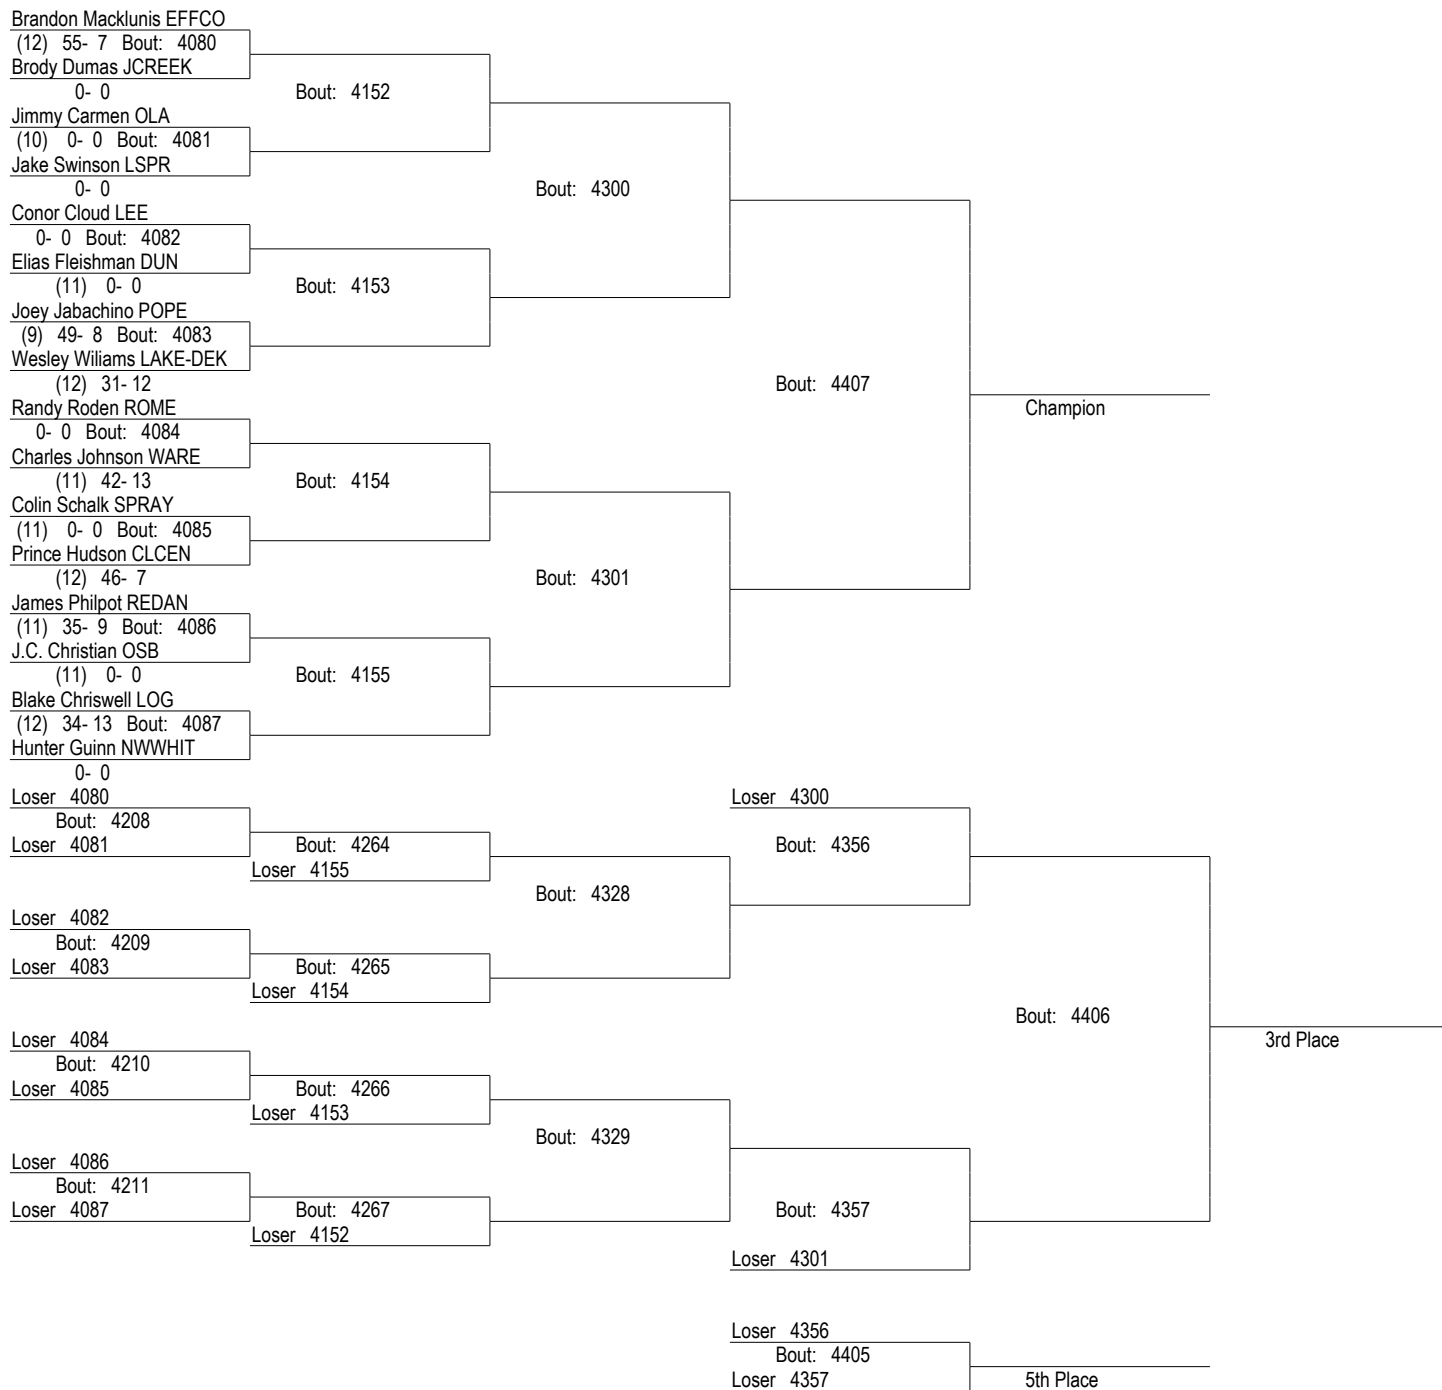 Brandon Macklunis EFFCO
(12) 55- 7 Bout: 4080
Brody Dumas JCREEK
0- 0
Bout: 4152
Jimmy Carmen OLA
(10) 0- 0 Bout: 4081
Jake Swinson LSPR
0- 0
Bout: 4300
Conor Cloud LEE
0- 0 Bout: 4082
Elias Fleishman DUN
(11) 0- 0
Bout: 4153
Joey Jabachino POPE
(9) 49- 8 Bout: 4083
Wesley Wiliams LAKE-DEK
(12) 31- 12
Bout: 4407
Champion
Randy Roden ROME
0- 0 Bout: 4084
Charles Johnson WARE
(11) 42- 13
Bout: 4154
Colin Schalk SPRAY
(11) 0- 0 Bout: 4085
Prince Hudson CLCEN
(12) 46- 7
Bout: 4301
James Philpot REDAN
(11) 35- 9 Bout: 4086
J.C. Christian OSB
(11) 0- 0
Bout: 4155
Blake Chriswell LOG
(12) 34- 13 Bout: 4087
Hunter Guinn NWWHIT
0- 0
Loser 4080
Bout: 4208
Loser 4081
Bout: 4264
Loser 4155
Bout: 4328
Loser 4300
Bout: 4356
Loser 4082
Bout: 4209
Loser 4083
Bout: 4265
Loser 4154
Bout: 4406
3rd Place
Loser 4084
Bout: 4210
Loser 4085
Bout: 4266
Loser 4153
Bout: 4329
Loser 4086
Bout: 4211
Loser 4087
Bout: 4267
Loser 4152
Bout: 4357
Loser 4301
Loser 4356
Bout: 4405
Loser 4357
5th Place